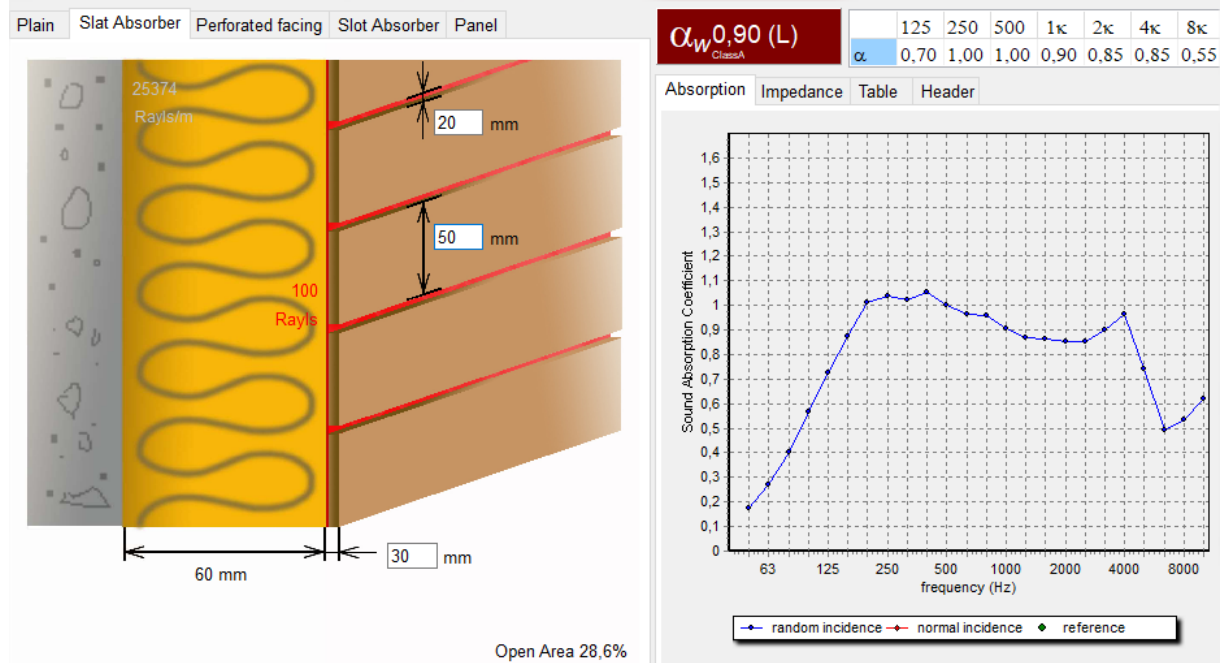 Plain Slat Absorber Perforated facing Slot Absorber Panel
25374
Rayls/m
20 mm
50 mm
100
Rayls
30 mm
60 mm
Open Area 28,6%
αw0,90 (L)
ClassA
125 250 500 1κ 2κ 4κ 8κ
α 0,70 1,00 1,00 0,90 0,85 0,85 0,55
Absorption Impedance Table Header
Sound Absorption Coefficient
1,6
1,5
1,4
1,3
1,2
1,1
1
0,9
0,8
0,7
0,6
0,5
0,4
0,3
0,2
0,1
0
63 125 250 500 1000 2000 4000 8000
frequency (Hz)
random incidence normal incidence reference